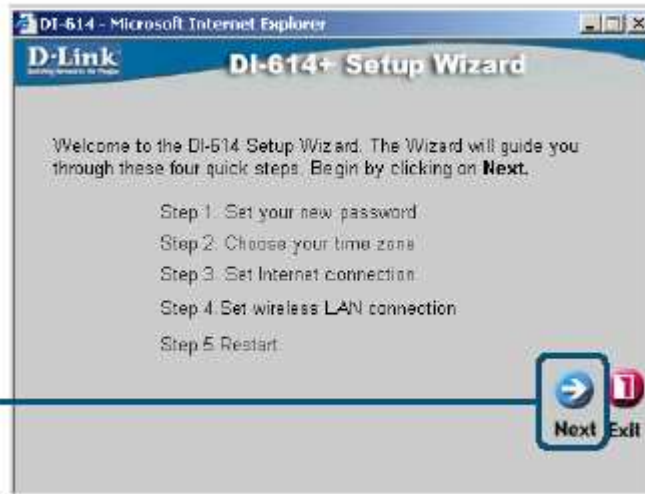 DI-614 - Microsoft Internet Explorer
D-Link
DI-614+ Setup Wizard
Welcome to the DI-614 Setup Wizard. The Wizard will guide you
through these four quick steps. Begin by clicking on Next.
Step 1. Set your new password
Step 2. Choose your time zone
Step 3. Set Internet connection
Step 4.Set wireless LAN connection
Step 5 Restart
Next Exit